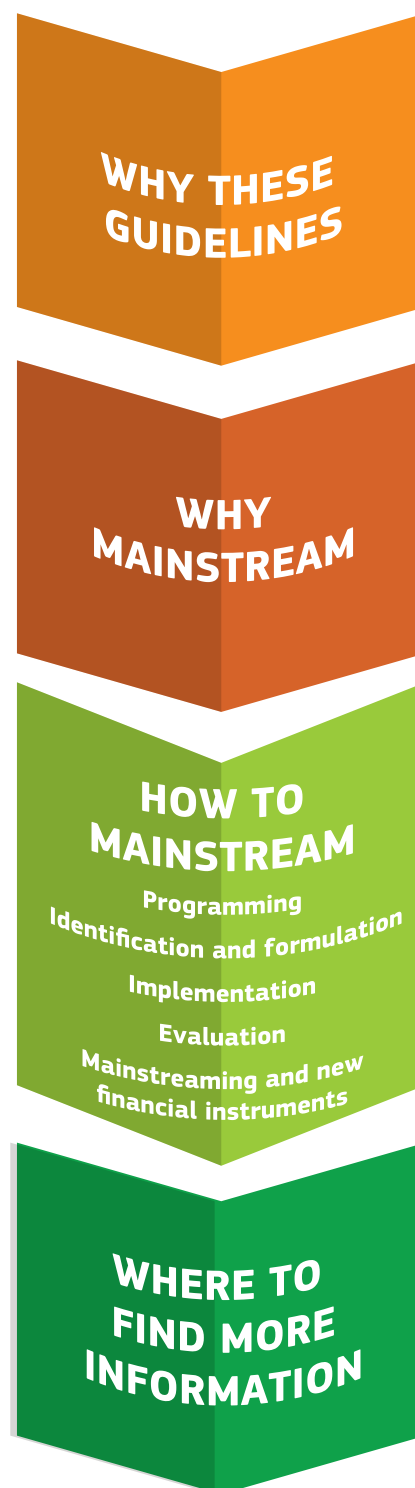 WHY THESE
GUIDELINES
WHY
MAINSTREAM
HOW TO
MAINSTREAM
Programming
Identification and formulation
Implementation
Evaluation
Mainstreaming and new
financial instruments
WHERE TO
FIND MORE
INFORMATION